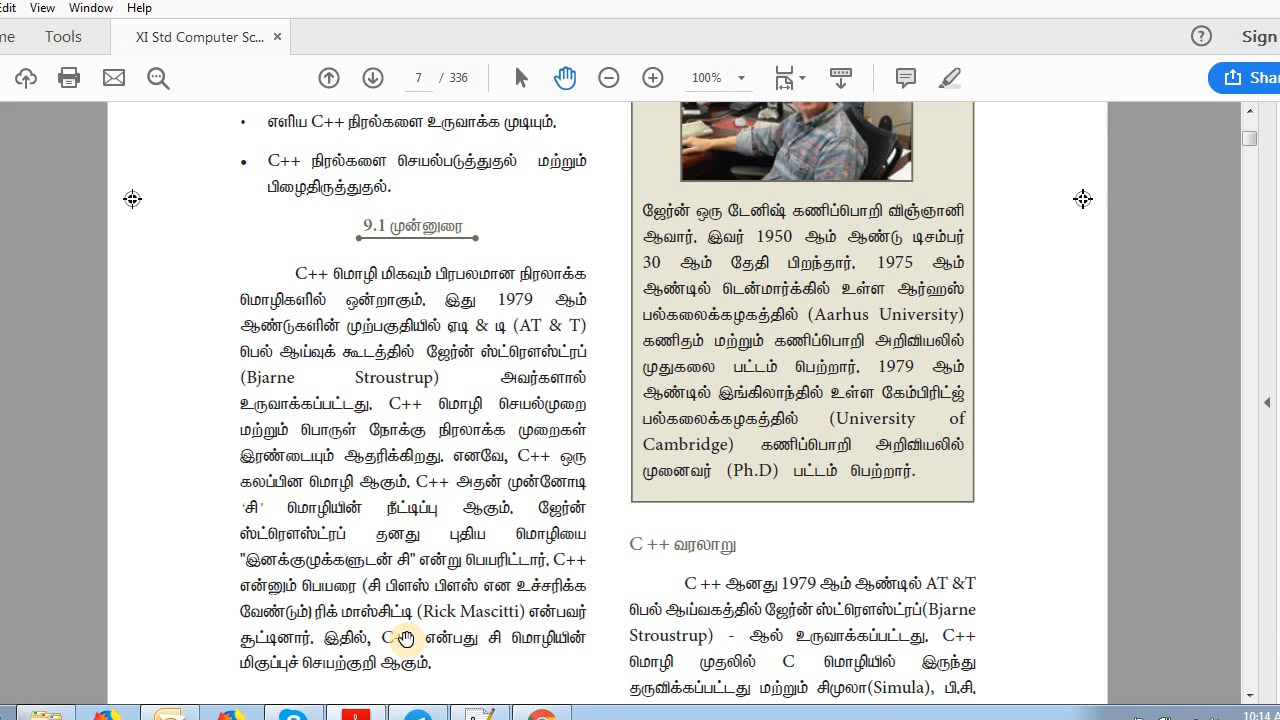 Edit View Window Help
Tools XI Std Computer Sc... ×
7 / 336 100%
எளிய C++ நிரல்களை உருவாக்க முடியும்.
C++ நிரல்களை செயல்படுத்துதல் மற்றும்
பிழைதிருத்துதல்.
9.1 முன்னுரை
C++ மொழி மிகவும் பிரபலமான நிரலாக்க
மொழிகளில் ஒன்றாகும். இது 1979 ஆம்
ஆண்டுகளின் முற்பகுதியில் ஏடி & டி (AT & T)
பெல் ஆய்வுக் கூடத்தில் ஜேர்ன் ஸ்ட்ரௌஸ்ட்ரப்
(Bjarne Stroustrup) அவர்களால்
உருவாக்கப்பட்டது. C++ மொழி செயல்முறை
மற்றும் பொருள் நோக்கு நிரலாக்க முறைகள்
இரண்டையும் ஆதரிக்கிறது. எனவே, C++ ஒரு
கலப்பின மொழி ஆகும். C++ அதன் முன்னோடி
‘சி’ மொழியின் நீட்டிப்பு ஆகும். ஜேர்ன்
ஸ்ட்ரௌஸ்ட்ரப் தனது புதிய மொழியை
"இனக்குழுக்களுடன் சி" என்று பெயரிட்டார். C++
என்னும் பெயரை (சி பிளஸ் பிளஸ் என உச்சரிக்க
வேண்டும்) ரிக் மாஸ்சிட்டி (Rick Mascitti) என்பவர்
சூட்டினார். இதில், C++ என்பது சி மொழியின்
மிகுப்புச் செயற்குறி ஆகும்.
ஜேர்ன் ஒரு டேனிஷ் கணிப்பொறி விஞ்ஞானி
ஆவார். இவர் 1950 ஆம் ஆண்டு டிசம்பர்
30 ஆம் தேதி பிறந்தார். 1975 ஆம்
ஆண்டில் டென்மார்க்கில் உள்ள ஆர்ஹஸ்
பல்கலைக்கழகத்தில் (Aarhus University)
கணிதம் மற்றும் கணிப்பொறி அறிவியலில்
முதுகலை பட்டம் பெற்றார். 1979 ஆம்
ஆண்டில் இங்கிலாந்தில் உள்ள கேம்பிரிட்ஜ்
பல்கலைக்கழகத்தில் (University of
Cambridge) கணிப்பொறி அறிவியலில்
முனைவர் (Ph.D) பட்டம் பெற்றார்.
C ++ வரலாறு
C ++ ஆனது 1979 ஆம் ஆண்டில் AT &T
பெல் ஆய்வகத்தில் ஜேர்ன் ஸ்ட்ரௌஸ்ட்ரப்(Bjarne
Stroustrup) - ஆல் உருவாக்கப்பட்டது. C++
மொழி முதலில் C மொழியில் இருந்து
தருவிக்கப்பட்டது மற்றும் சிமுலா(Simula), பி.சி.